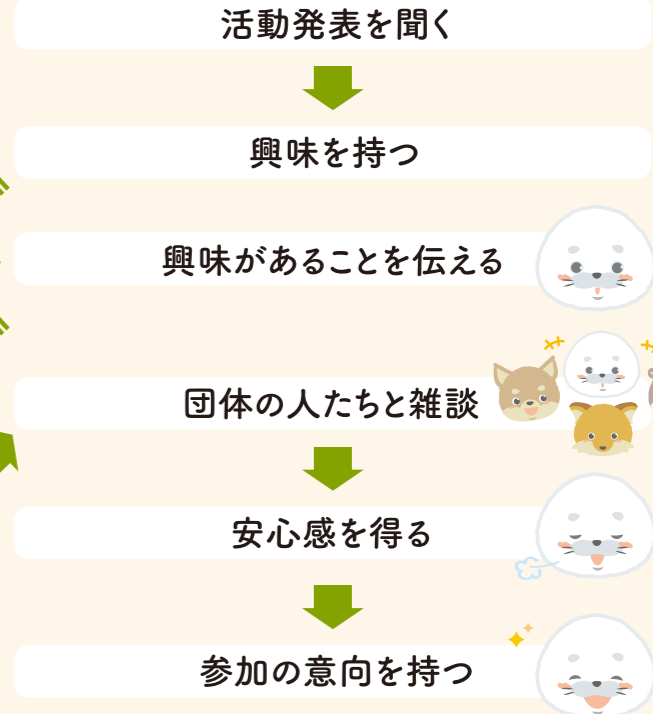 活動発表を聞く
興味を持つ
興味があることを伝える
団体の人たちと雑談
安心感を得る
参加の意向を持つ